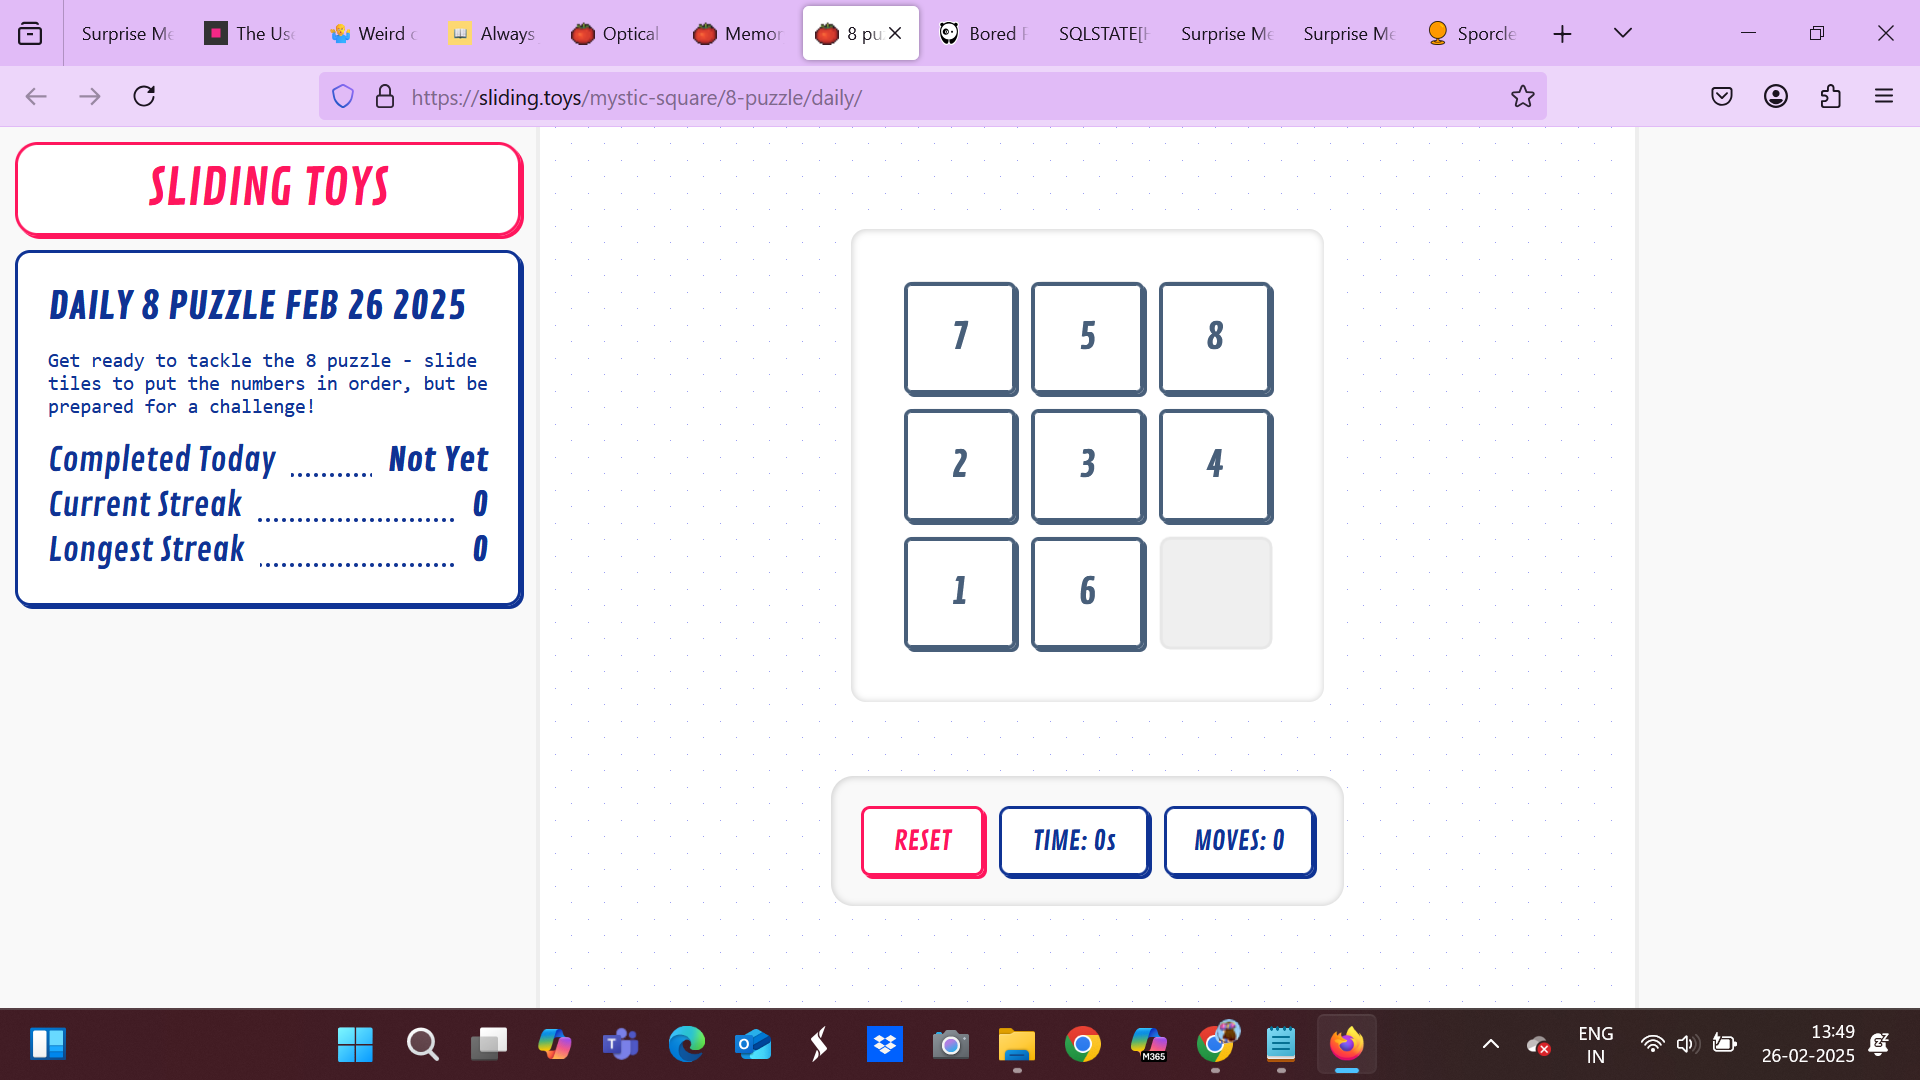 Surprise Me
The Use
Weird o
Always
Optical
Memor
8 pu
Bored P
SQLSTATE[H
Surprise Me
Surprise Me
Sporcle
https://sliding.toys/mystic-square/8-puzzle/daily/
SLIDING TOYS
DAILY 8 PUZZLE FEB 26 2025
Get ready to tackle the 8 puzzle - slide
tiles to put the numbers in order, but be
prepared for a challenge!
Completed Today Not Yet
Current Streak 0
Longest Streak 0
7 5 8
2 3 4
1 6
RESET
TIME: 0s
MOVES: 0
M365
ENG
IN
13:49
26-02-2025